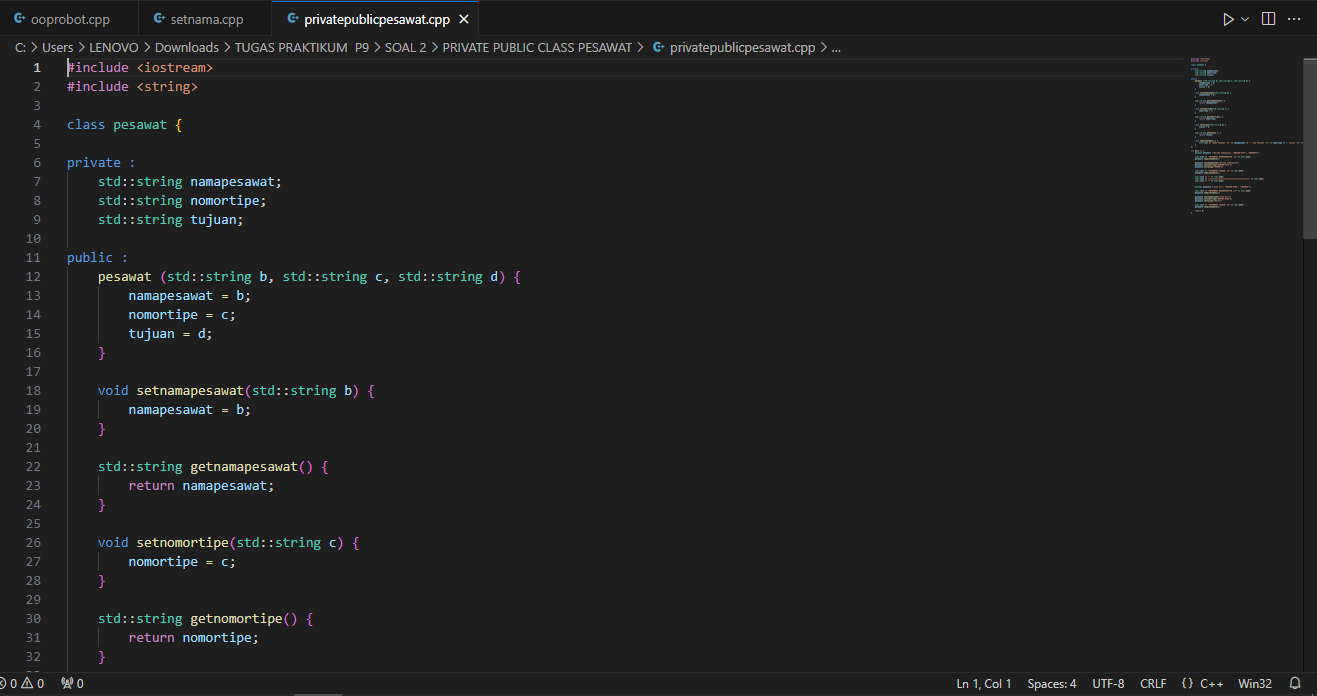 ooprobot.cpp setnama.cpp privatepublicpesawat.cpp
C: > Users > LENOVO > Downloads > TUGAS PRAKTIKUM P9 > SOAL 2 > PRIVATE PUBLIC CLASS PESAWAT > privatepublicpesawat.cpp > ...
1 #include <iostream>
2 #include <string>
3
4 class pesawat {
5
6 private :
7     std::string namapesawat;
8     std::string nomortipe;
9     std::string tujuan;
10
11 public :
12     pesawat (std::string b, std::string c, std::string d) {
13         namapesawat = b;
14         nomortipe = c;
15         tujuan = d;
16     }
17
18     void setnamapesawat(std::string b) {
19         namapesawat = b;
20     }
21
22     std::string getnamapesawat() {
23         return namapesawat;
24     }
25
26     void setnomortipe(std::string c) {
27         nomortipe = c;
28     }
29
30     std::string getnomortipe() {
31         return nomortipe;
32     }
0 0 0 Ln 1, Col 1 Spaces: 4 UTF-8 CRLF {} C++ Win32